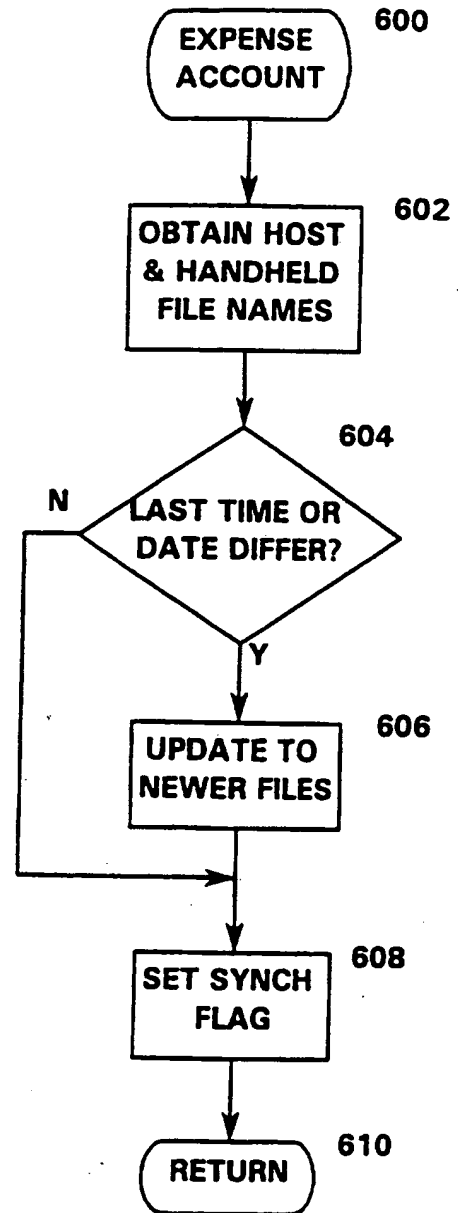 600
EXPENSE
ACCOUNT
602
OBTAIN HOST
& HANDHELD
FILE NAMES
604
N
LAST TIME OR
DATE DIFFER?
Y
606
UPDATE TO
NEWER FILES
608
SET SYNCH
FLAG
610
RETURN